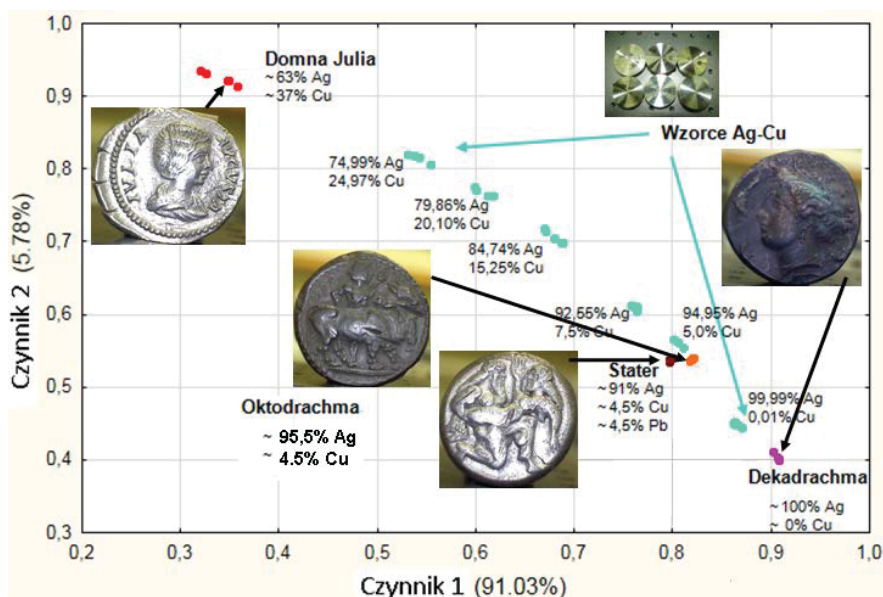 Domna Julia
~ 63% Ag
~ 37% Cu
Wzorce Ag-Cu
74,99% Ag
24,97% Cu
79,86% Ag
20,10% Cu
84,74% Ag
15,25% Cu
92,55% Ag
7,5% Cu
94,95% Ag
5,0% Cu
Stater
~ 91% Ag
~ 4,5% Cu
~ 4,5% Pb
99,99% Ag
0,01% Cu
Oktodrachma
~ 95,5% Ag
~ 4.5% Cu
Dekadrachma
~ 100% Ag
~ 0% Cu
Czynnik 2 (5.78%)
1,0
0,9
0,8
0,7
0,6
0,5
0,4
0,3
0,2 0,3 0,4 0,5 0,6 0,7 0,8 0,9 1,0
Czynnik 1 (91.03%)
IVLIA